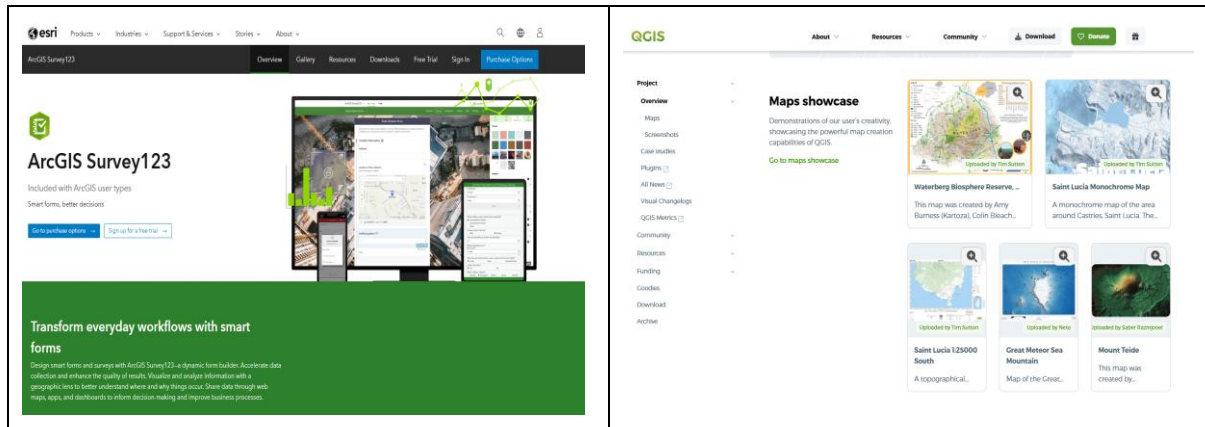 esri
Products
Industries
Support & Services
Stories
About
ArcGIS Survey123
Overview
Gallery
Resources
Downloads
Free Trial
Sign In
Purchase Options
ArcGIS Survey123
Included with ArcGIS user types
Smart forms, better decisions
Go to purchase options →
Sign up for a free trial →
Transform everyday workflows with smart
forms
Design smart forms and surveys with ArcGIS Survey123–a dynamic form builder. Accelerate data
collection and enhance the quality of results. Visualize and analyze information with a
geographic lens to better understand where and why things occur. Share data through web
maps, apps, and dashboards to inform decision-making and improve business processes.
QGIS
About
Resources
Community
Download
Donate
Project
Overview
Maps
Screenshots
Case studies
Plugins
All News
Visual Changelogs
QGIS Metrics
Community
Resources
Funding
Goodies
Download
Archive
Maps showcase
Demonstrations of our user's creativity,
showcasing the powerful map creation
capabilities of QGIS.
Go to maps showcase
Uploaded by Tim Sutton
Waterberg Biosphere Reserve, ...
This map was created by Amy
Burness (Kartoza), Colin Bleach...
Uploaded by Tim Sutton
Saint Lucia Monochrome Map
A monochrome map of the area
around Castries, Saint Lucia. The...
Uploaded by Tim Sutton
Saint Lucia 1:25000
South
A topographical...
Uploaded by Neto
Great Meteor Sea
Mountain
Map of the Great...
Uploaded by Saber
Mount Teide
This map was
created by...